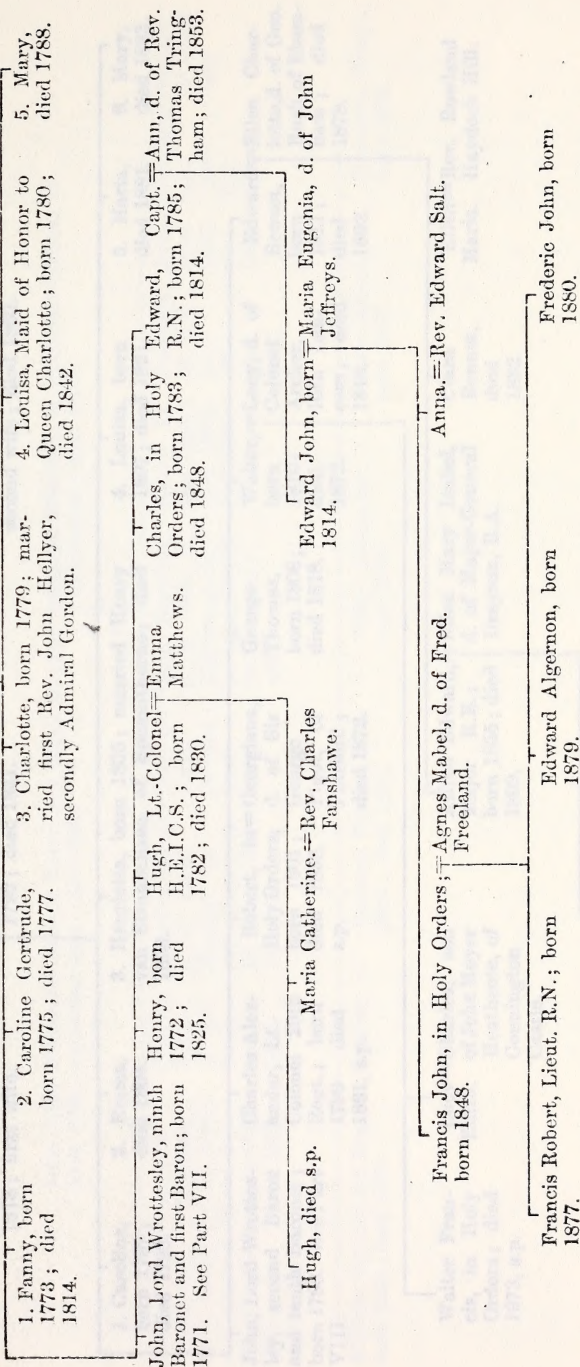 1. Fanny, born
1773; died
1814.
2. Caroline Gertrude,
born 1775; died 1777.
3. Charlotte, born 1779; mar-
ried first Rev. John Hellyer,
secondly Admiral Gordon.
4. Louisa, Maid of Honor to
Queen Charlotte; born 1780;
died 1842.
5. Mary,
died 1788.
John, Lord Wrottesley, ninth
Baronet and first Baron; born
1771. See Part VII.
Henry, born
1772; died
1825.
Hugh, Lt.-Colonel=Emma
H.E.I.C.S.; born Matthews.
1782; died 1830.
Charles, in Holy
Orders; born 1783;
died 1848.
Edward, Capt.=Ann, d. of Rev.
R.N.; born 1785; Thomas Tring-
died 1814. ham; died 1853.
Hugh, died s.p.
Maria Catherine.=Rev. Charles
Fanshawe.
Edward John, born=Maria Eugenia, d. of John
1814. Jeffreys.
Francis John, in Holy Orders;=Agnes Mabel, d. of Fred.
born 1848. Freeland.
Anna.=Rev. Edward Salt.
Francis Robert, Lieut. R.N.; born
1877.
Edward Algernon, born
1879.
Frederic John, born
1880.